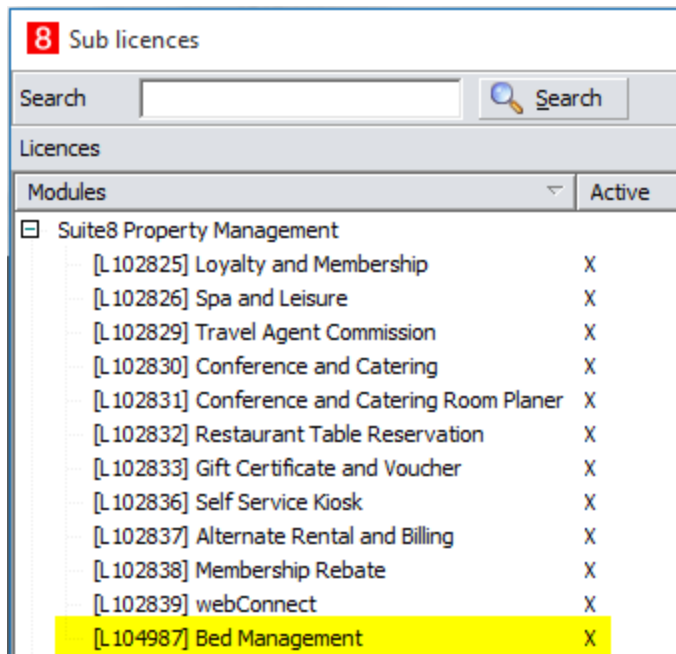 8 Sub licences
Search Search
Licences
Modules Active
Suite8 Property Management
[L102825] Loyalty and Membership X
[L102826] Spa and Leisure X
[L102829] Travel Agent Commission X
[L102830] Conference and Catering X
[L102831] Conference and Catering Room Planer X
[L102832] Restaurant Table Reservation X
[L102833] Gift Certificate and Voucher X
[L102836] Self Service Kiosk X
[L102837] Alternate Rental and Billing X
[L102838] Membership Rebate X
[L102839] webConnect X
[L104987] Bed Management X